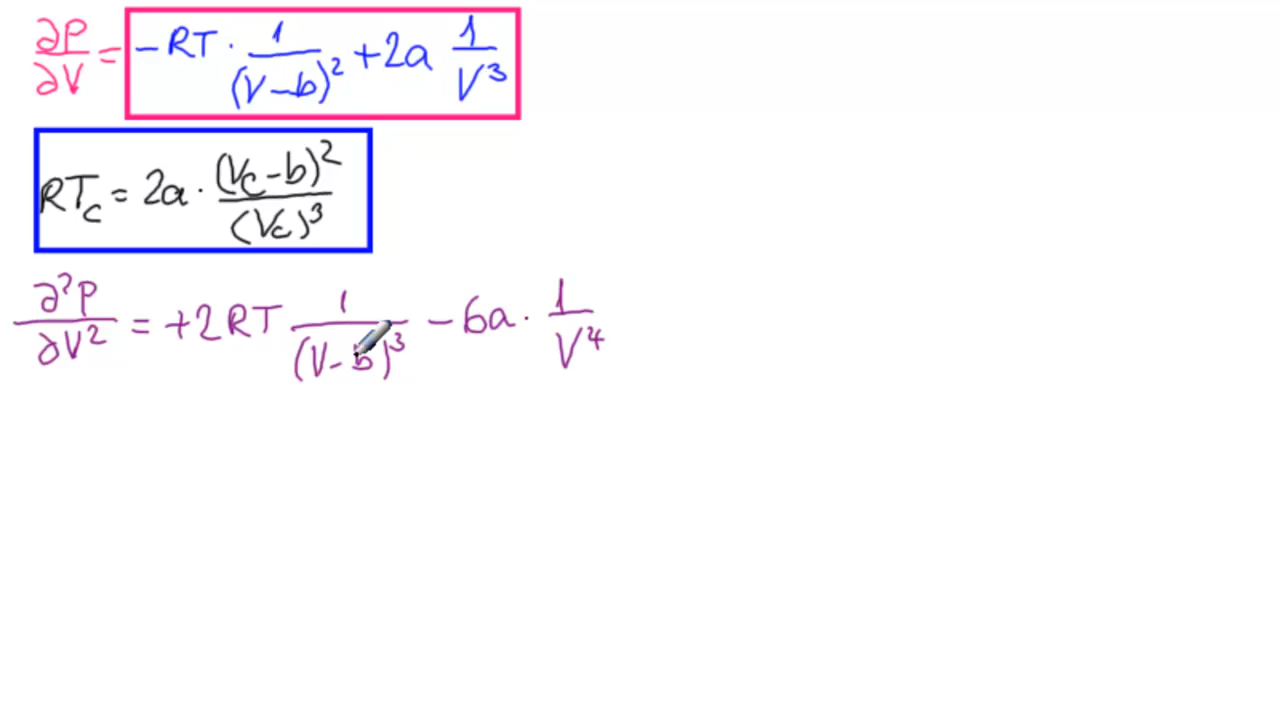 ∂P/∂V = -RT · 1/(V-b)² + 2a 1/V³
RT_c = 2a · (V_c-b)²/(V_c)³
∂²P/∂V² = +2RT 1/(V-b)³ - 6a · 1/V⁴